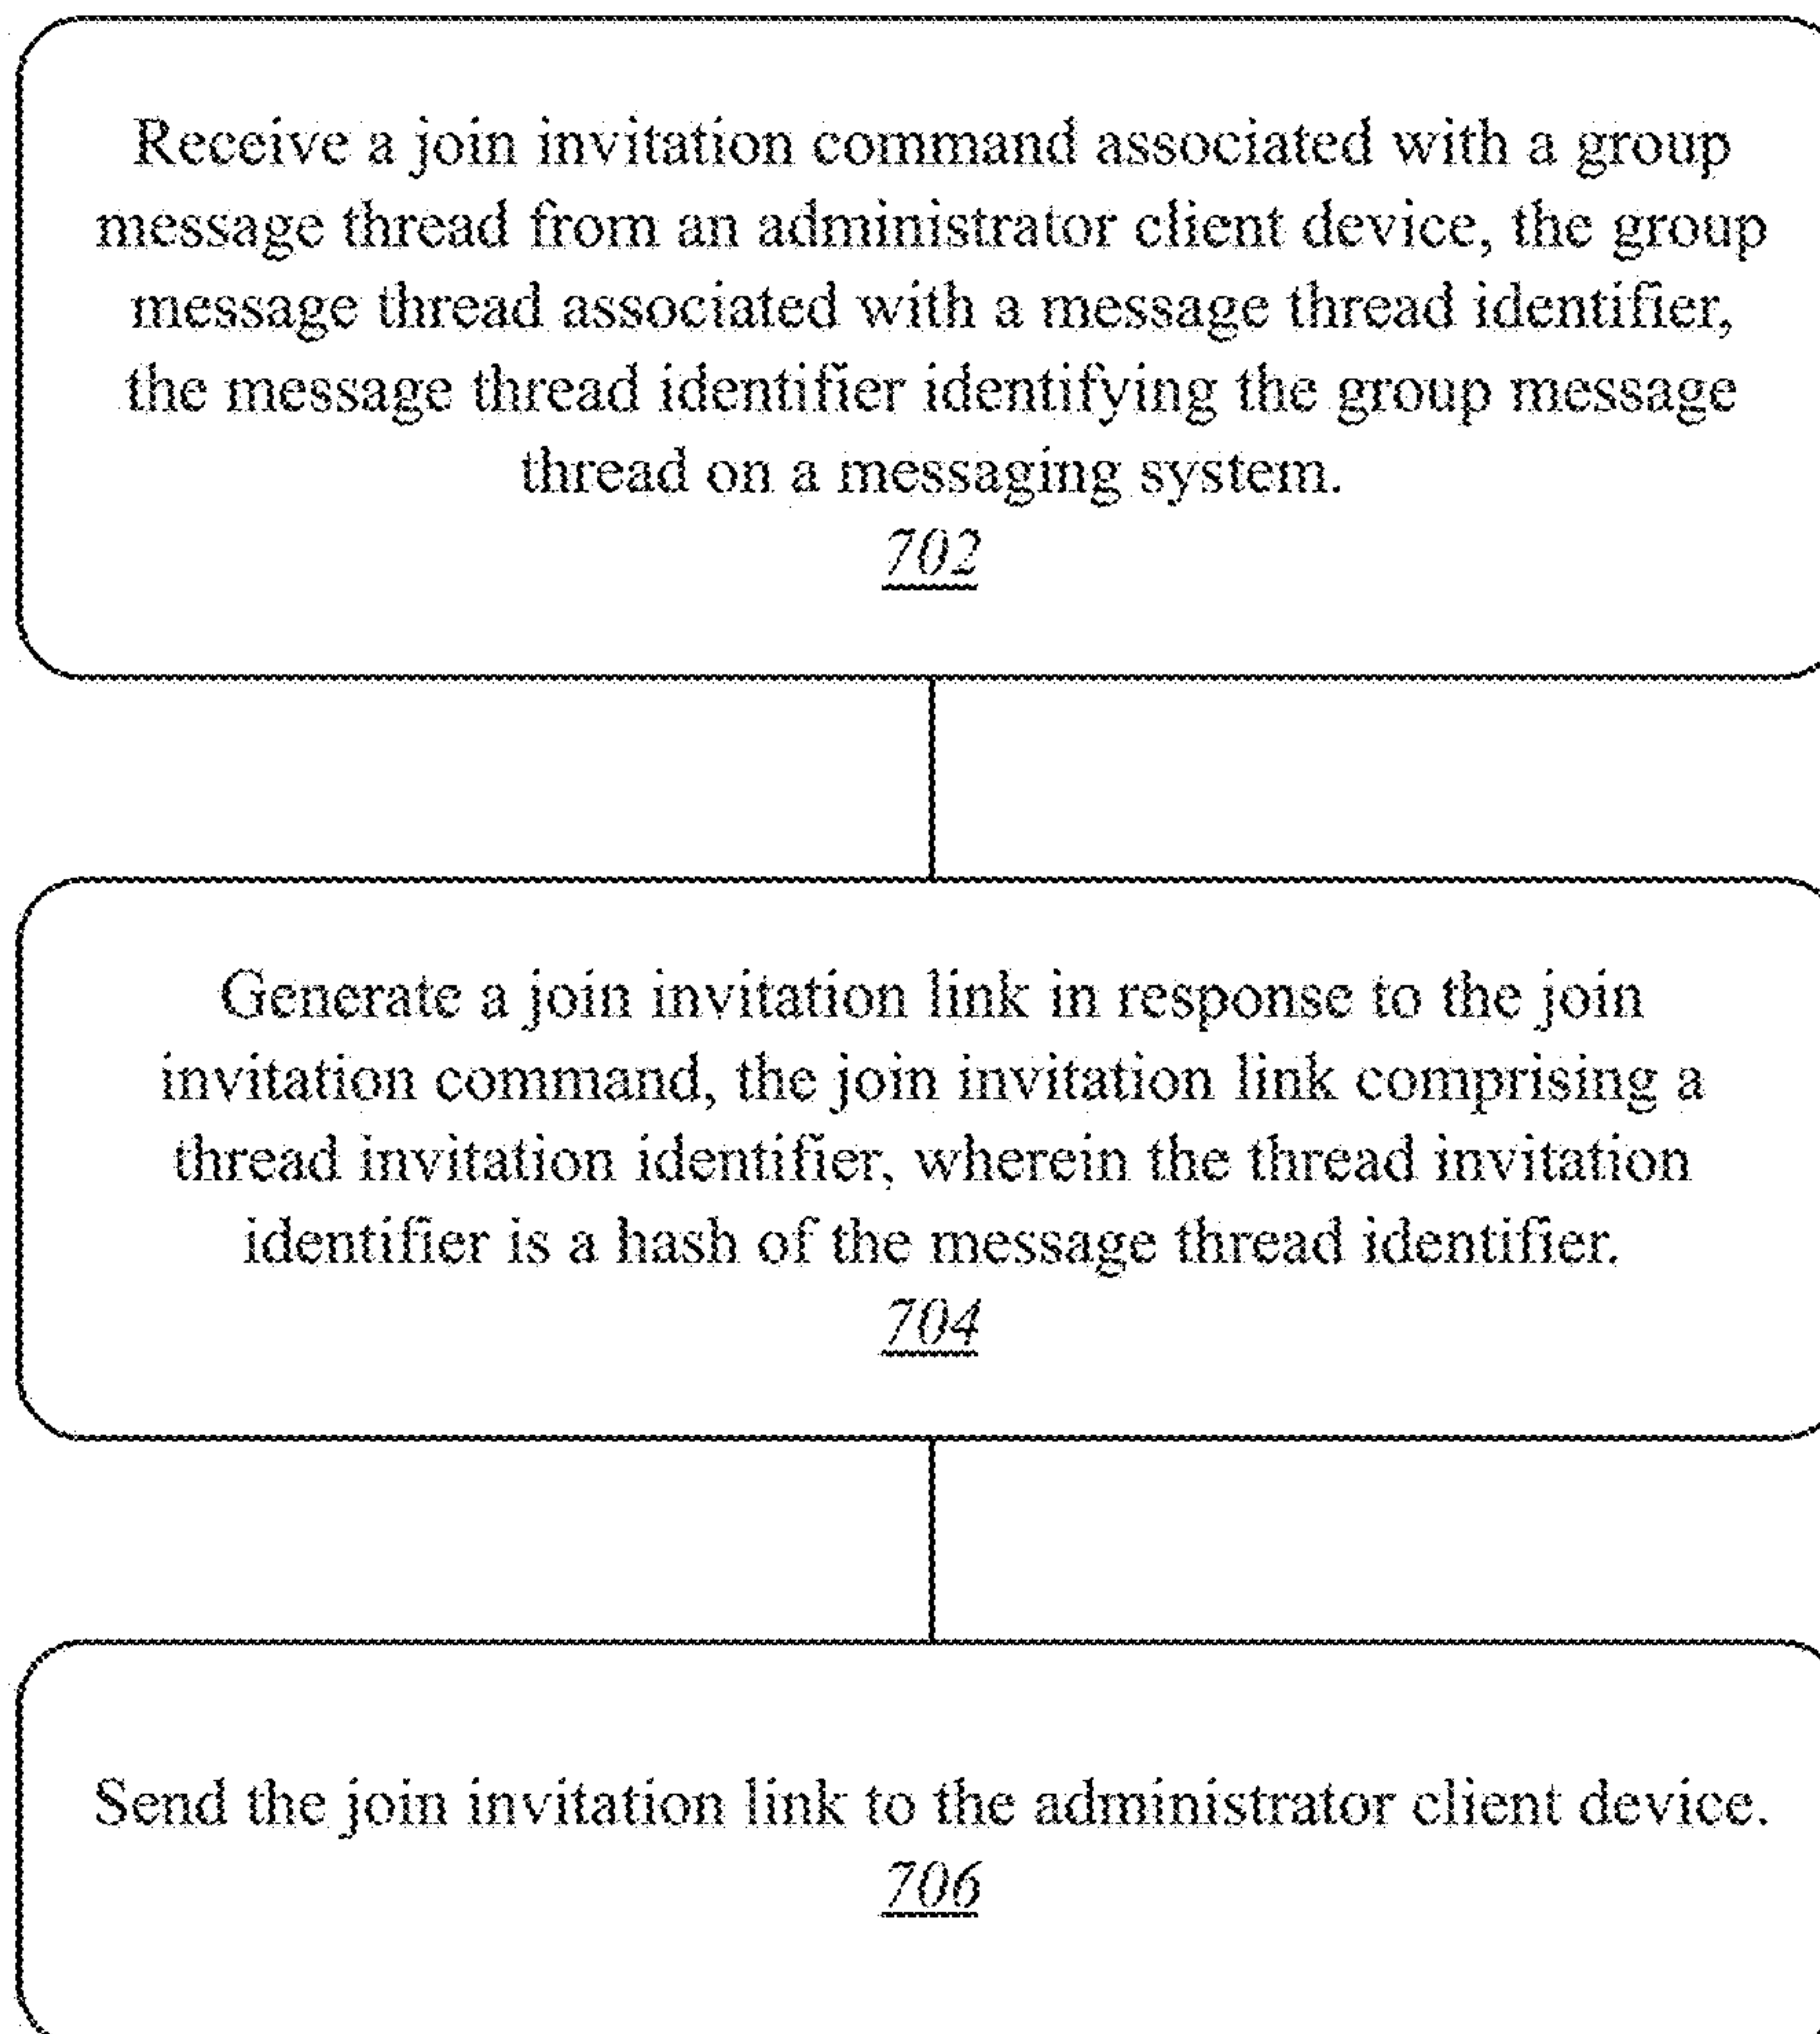 Receive a join invitation command associated with a group
message thread from an administrator client device, the group
message thread associated with a message thread identifier,
the message thread identifier identifying the group message
thread on a messaging system.
702
Generate a join invitation link in response to the join
invitation command, the join invitation link comprising a
thread invitation identifier, wherein the thread invitation
identifier is a hash of the message thread identifier.
704
Send the join invitation link to the administrator client device.
706